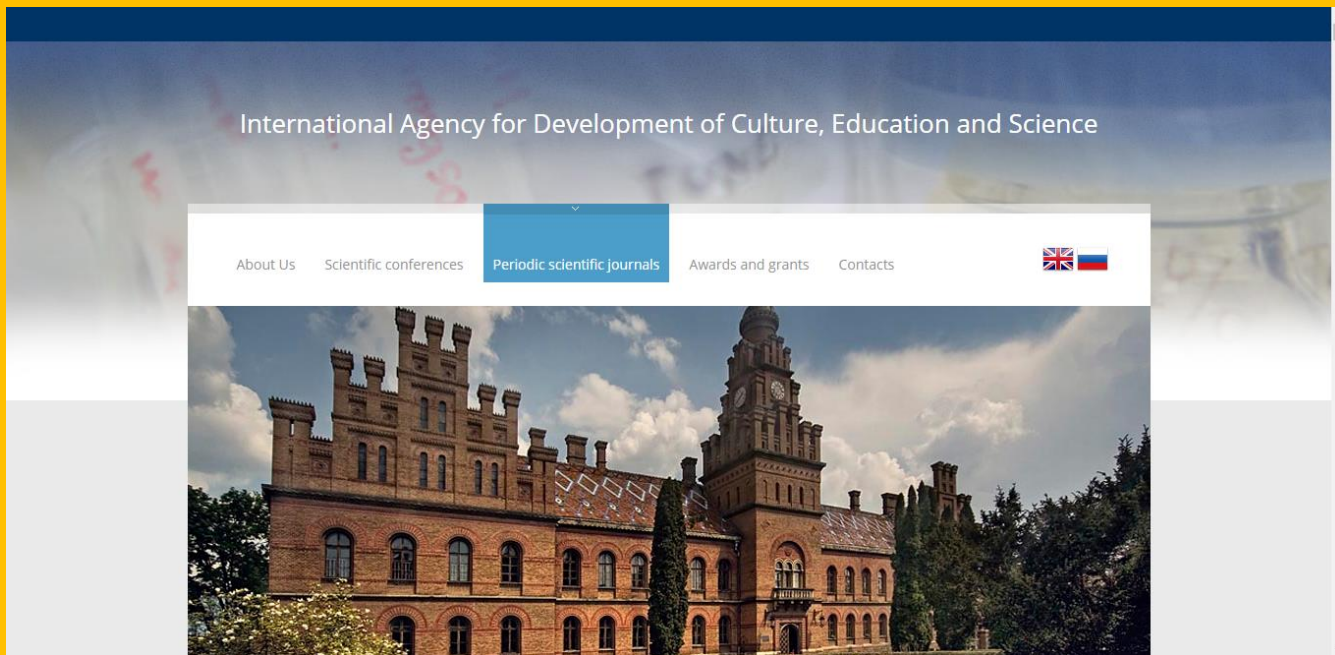 International Agency for Development of Culture, Education and Science
About Us Scientific conferences Periodic scientific journals Awards and grants Contacts